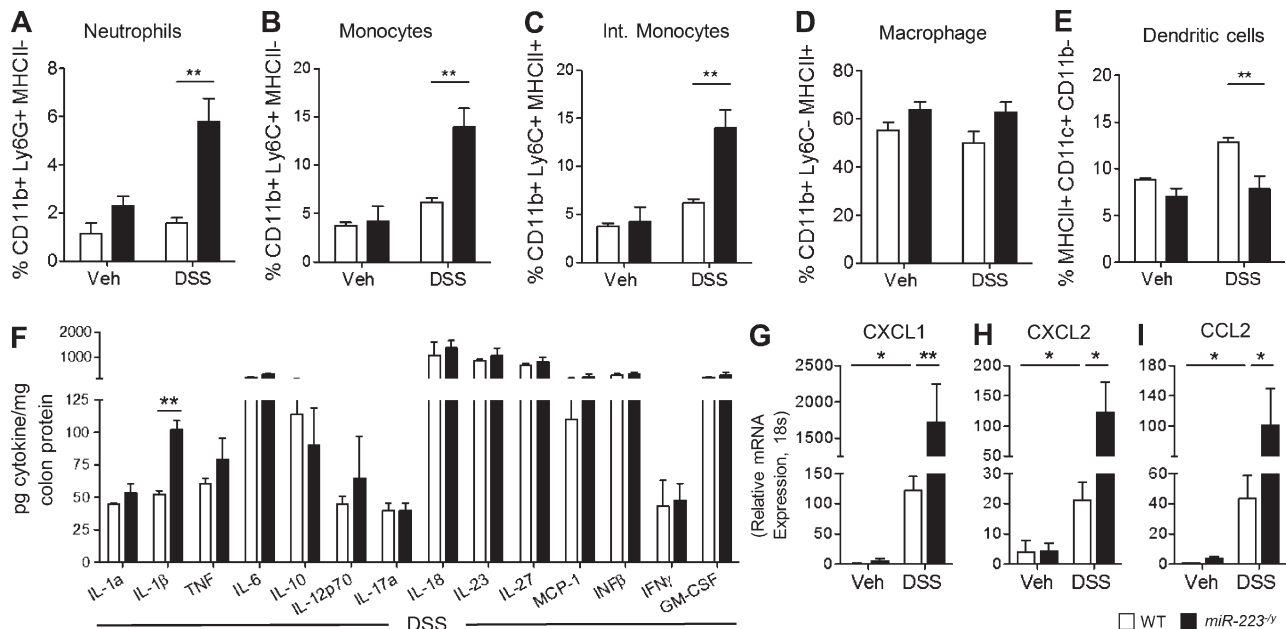 A Neutrophils
% CD11b+ Ly6G+ MHCII-
8
6
4
2
0
**
Veh DSS
B Monocytes
% CD11b+ Ly6C+ MHCII-
20
15
10
5
0
**
Veh DSS
C Int. Monocytes
% CD11b+ Ly6C+ MHCII+
20
15
10
5
0
**
Veh DSS
D Macrophage
% CD11b+ Ly6C- MHCII+
80
60
40
20
0
Veh DSS
E Dendritic cells
% MHCII+ CD11c+ CD11b-
20
15
10
5
0
**
Veh DSS
F
pg cytokine/mg
colon protein
2000
1000
125
100
75
50
25
0
**
IL-1a IL-1β TNF IL-6 IL-10 IL-12p70 IL-17a IL-18 IL-23 IL-27 MCP-1 INFβ IFNγ GM-CSF
DSS
G CXCL1
(Relative mRNA
Expression, 18s)
2500
2000
1500
150
100
50
0
* **
Veh DSS
H CXCL2
200
150
100
50
40
30
20
10
0
* *
Veh DSS
I CCL2
180
140
100
60
80
60
40
20
0
* *
Veh DSS
WT miR-223-/y